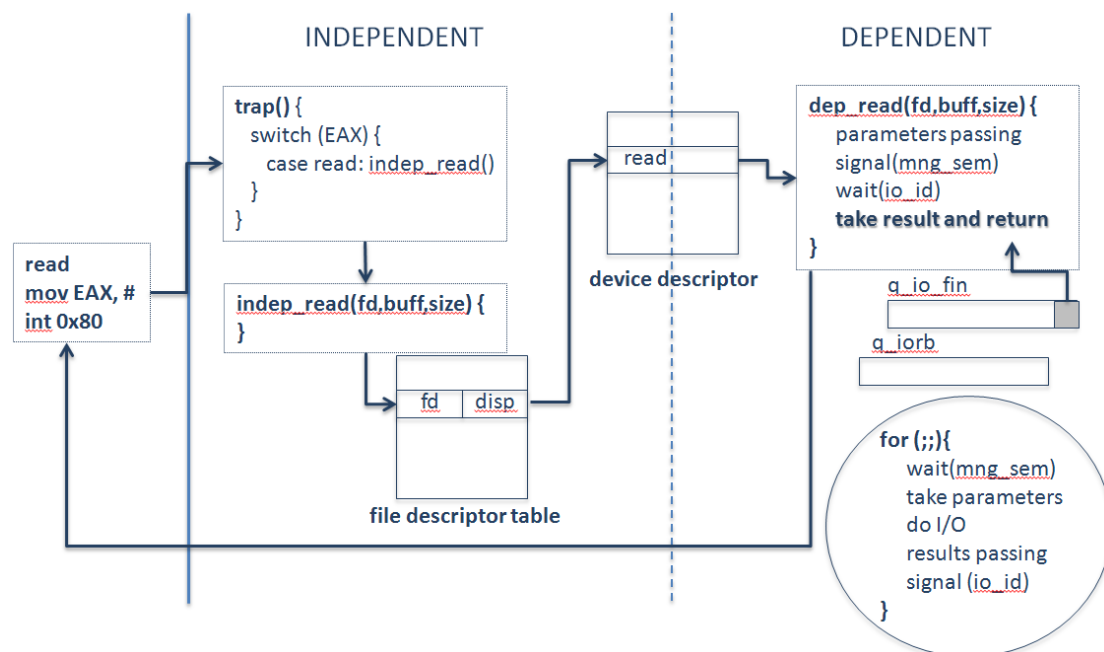 INDEPENDENT
DEPENDENT
read
mov EAX, #
int 0x80
trap() {
switch (EAX) {
case read: indep_read()
}
}
indep_read(fd,buff,size) {
}
fd disp
file descriptor table
read
device descriptor
dep_read(fd,buff,size) {
parameters passing
signal(mng_sem)
wait(io_id)
take result and return
}
q_io_fin
q_iorb
for (;;){
wait(mng_sem)
take parameters
do I/O
results passing
signal (io_id)
}